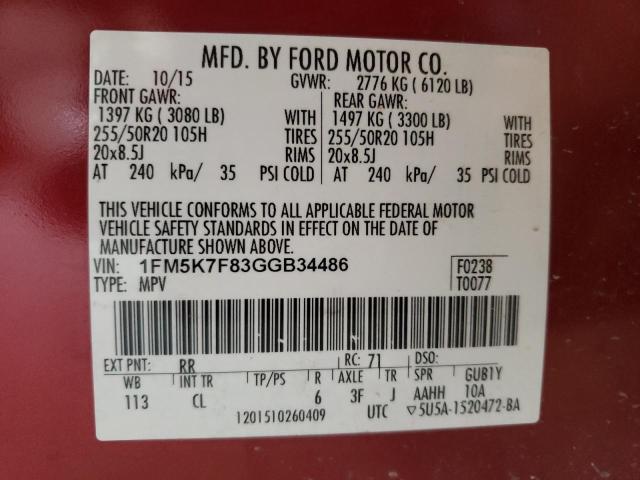 MFD. BY FORD MOTOR CO.
DATE: 10/15 GVWR: 2776 KG ( 6120 LB)
FRONT GAWR: REAR GAWR:
1397 KG ( 3080 LB) WITH 1497 KG ( 3300 LB) WITH
255/50R20 105H TIRES 255/50R20 105H TIRES
20x8.5J RIMS 20x8.5J RIMS
AT 240 kPa/ 35 PSI COLD AT 240 kPa/ 35 PSI COLD
THIS VEHICLE CONFORMS TO ALL APPLICABLE FEDERAL MOTOR
VEHICLE SAFETY STANDARDS IN EFFECT ON THE DATE OF
MANUFACTURE SHOWN ABOVE.
VIN: 1FM5K7F83GGB34486 F0238
TYPE: MPV T0077
EXT PNT: RR RC: 71 DSO:
WB INT TR TP/PS R AXLE TR SPR GUB1Y
113 CL 6 3F J AAHH 10A
1201510260409 UTC ▽5U5A-1520472-BA